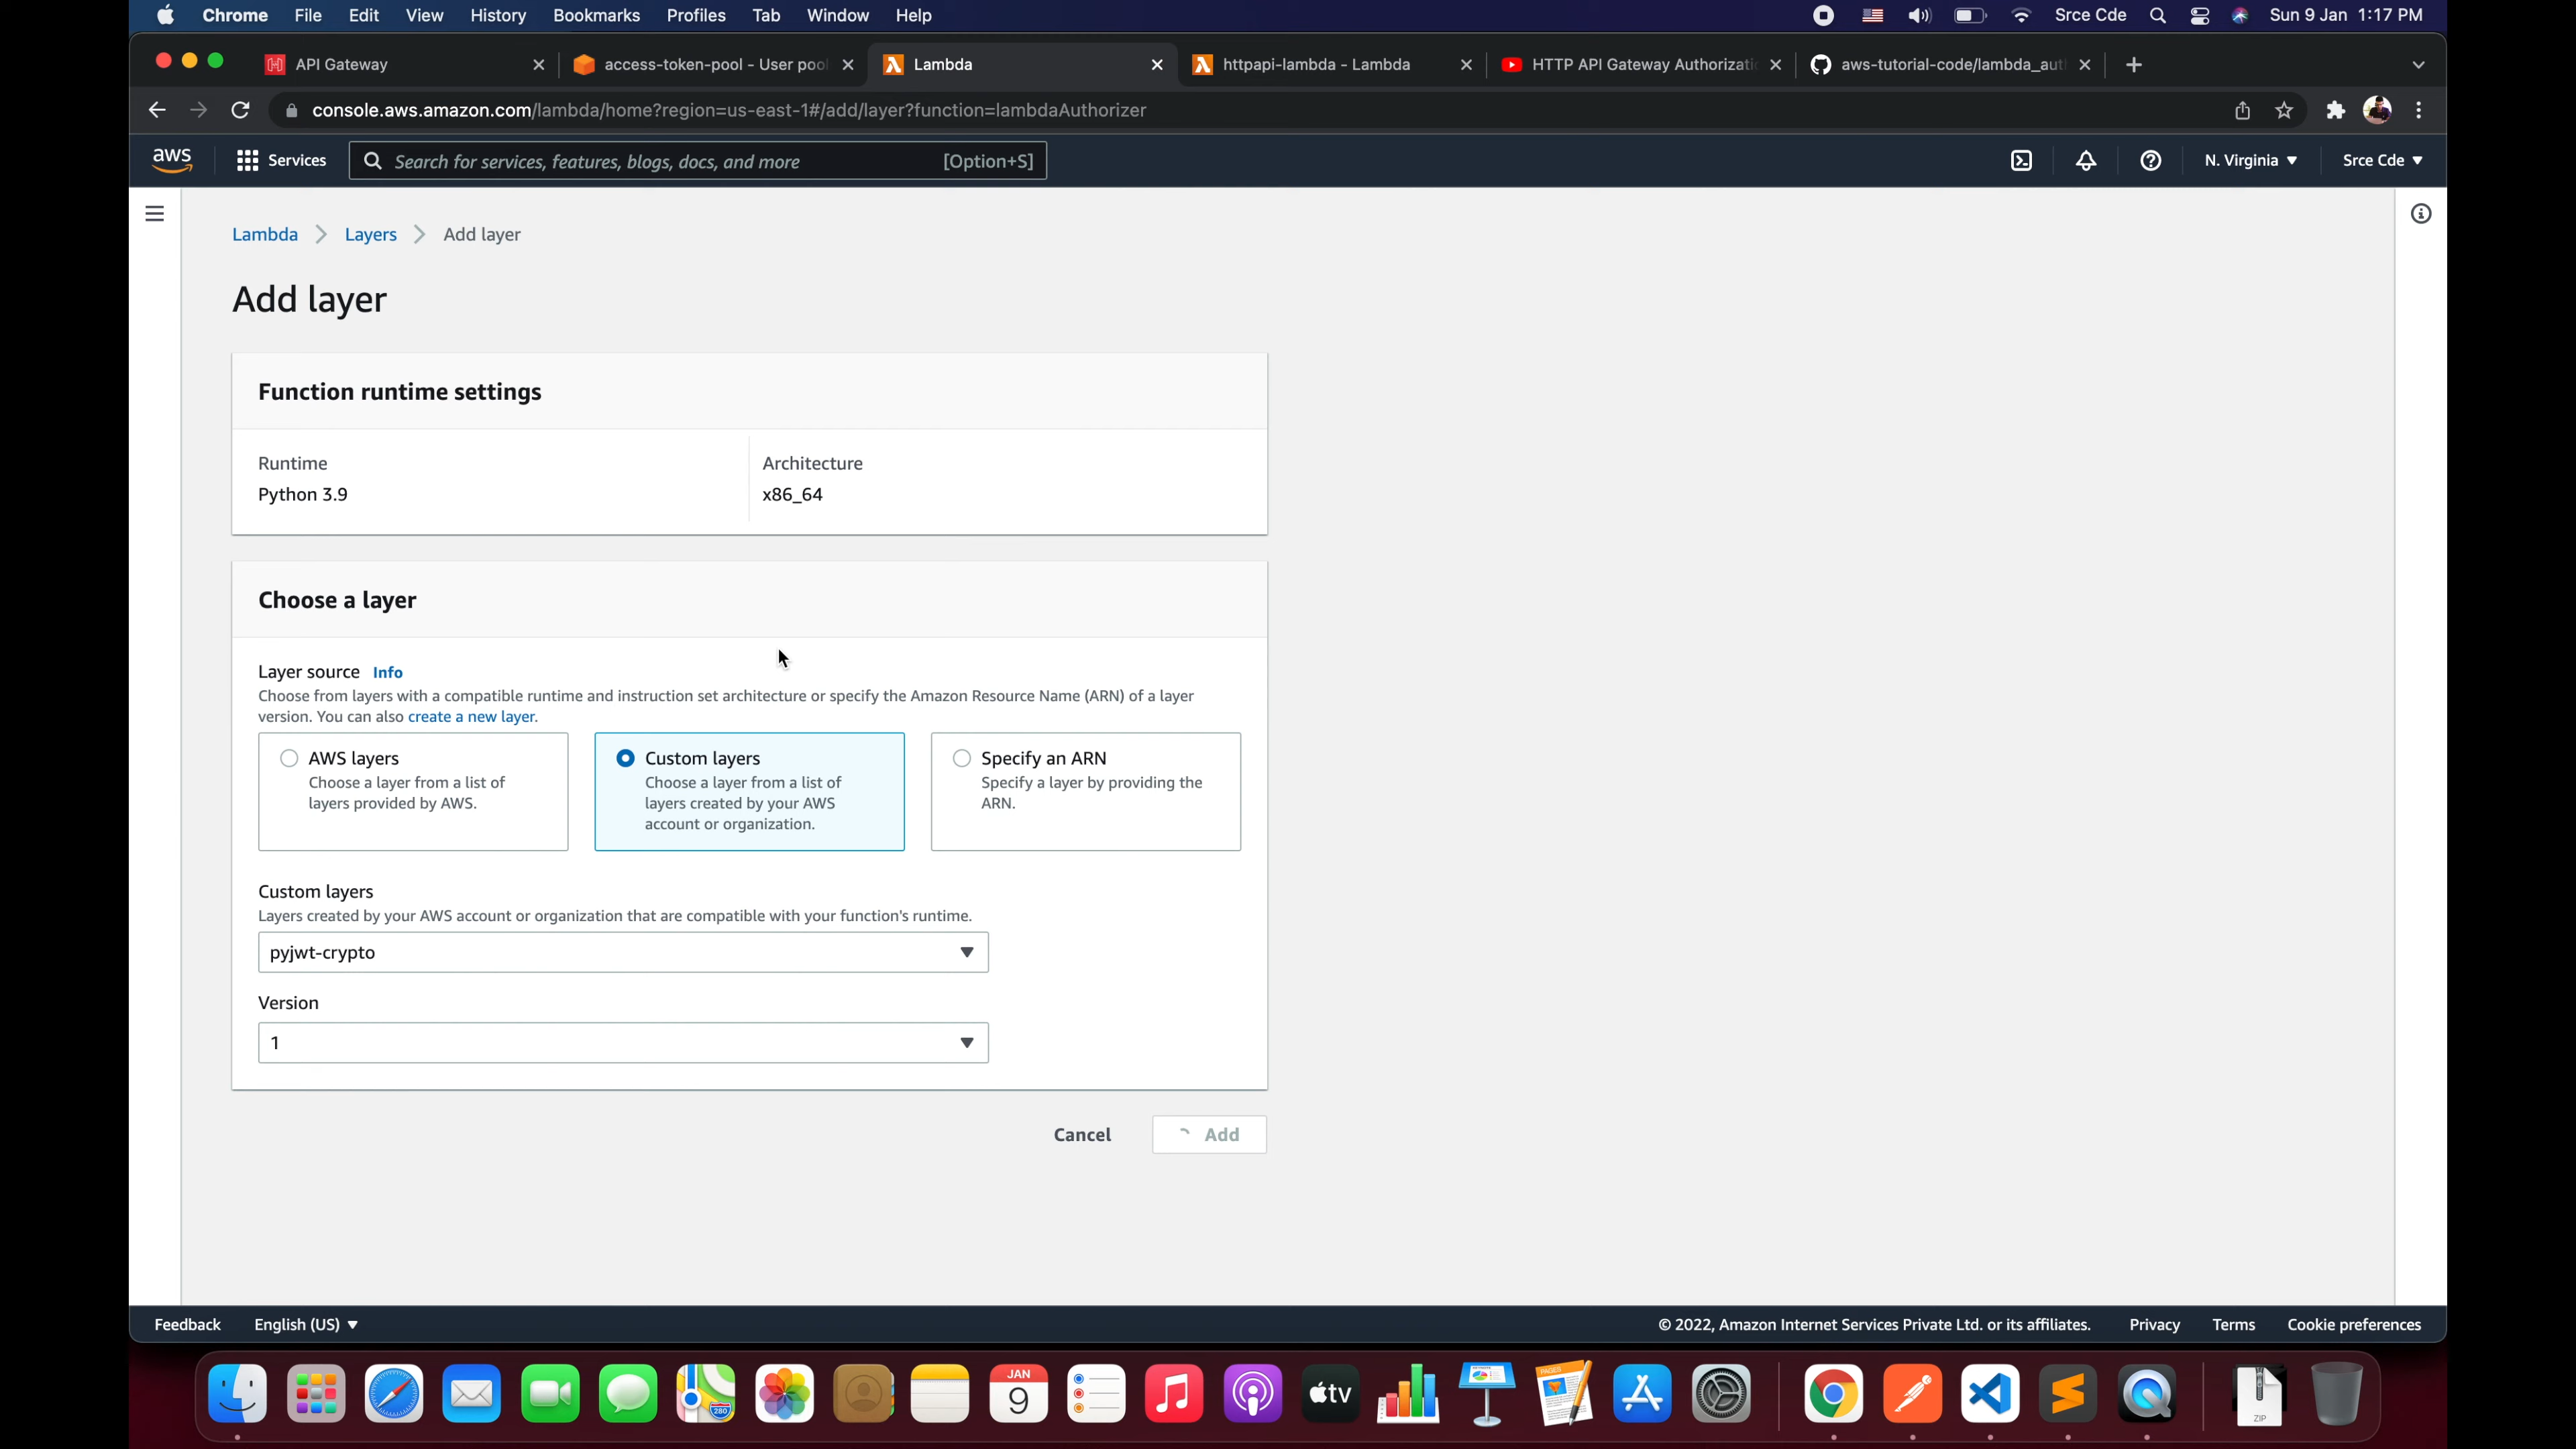 Chrome File Edit View History Bookmarks Profiles Tab Window Help Srce Cde Sun 9 Jan 1:17 PM
API Gateway access-token-pool - User pool Lambda httpapi-lambda - Lambda HTTP API Gateway Authorizati aws-tutorial-code/lambda_aut
console.aws.amazon.com/lambda/home?region=us-east-1#/add/layer?function=lambdaAuthorizer
aws Services Search for services, features, blogs, docs, and more [Option+S] N. Virginia ▼ Srce Cde ▼
Lambda > Layers > Add layer
Add layer
Function runtime settings
Runtime Architecture
Python 3.9 x86_64
Choose a layer
Layer source Info
Choose from layers with a compatible runtime and instruction set architecture or specify the Amazon Resource Name (ARN) of a layer
version. You can also create a new layer.
AWS layers Custom layers Specify an ARN
Choose a layer from a list of Choose a layer from a list of Specify a layer by providing the
layers provided by AWS. layers created by your AWS ARN.
account or organization.
Custom layers
Layers created by your AWS account or organization that are compatible with your function's runtime.
pyjwt-crypto
Version
1
Cancel Add
Feedback English (US) ▼ © 2022, Amazon Internet Services Private Ltd. or its affiliates. Privacy Terms Cookie preferences
280 JAN 9 tv PAGES ZIP